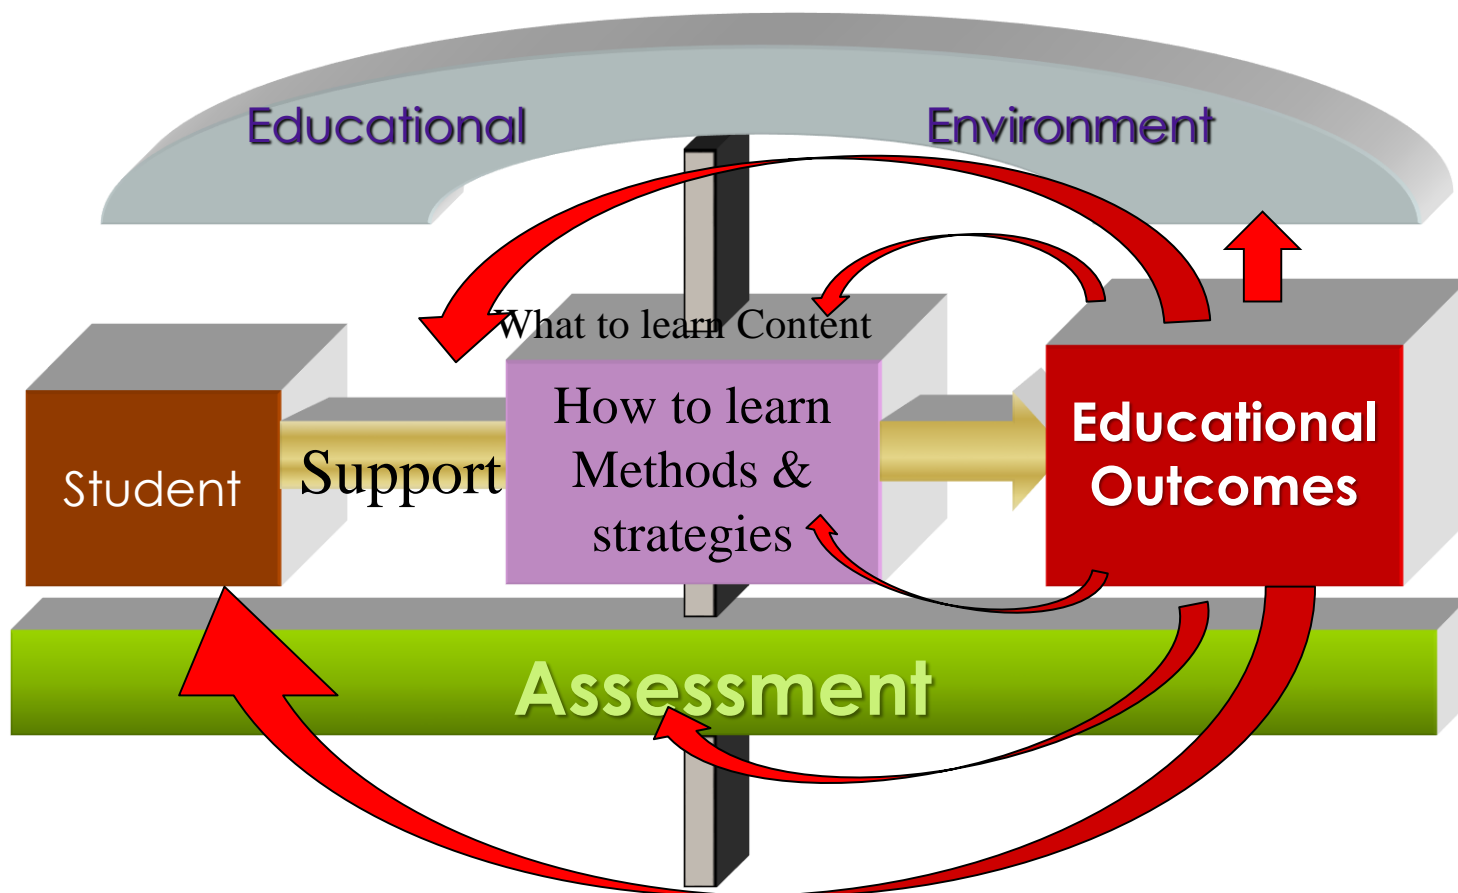 Educational Environment
What to learn Content
How to learn
Methods &
strategies
Educational
Outcomes
Student
Support
Assessment